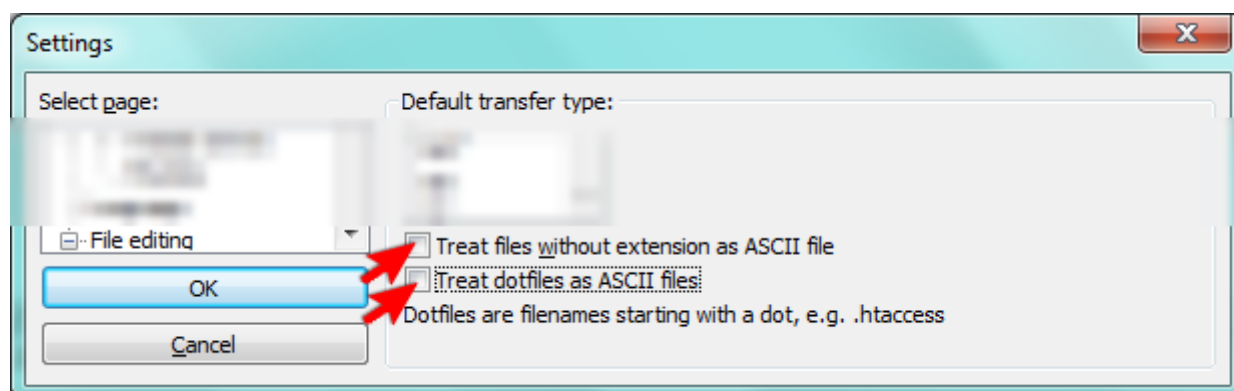 Settings
Select page:
Default transfer type:
File editing
Treat files without extension as ASCII file
OK
Treat dotfiles as ASCII files
Dotfiles are filenames starting with a dot, e.g. .htaccess
Cancel